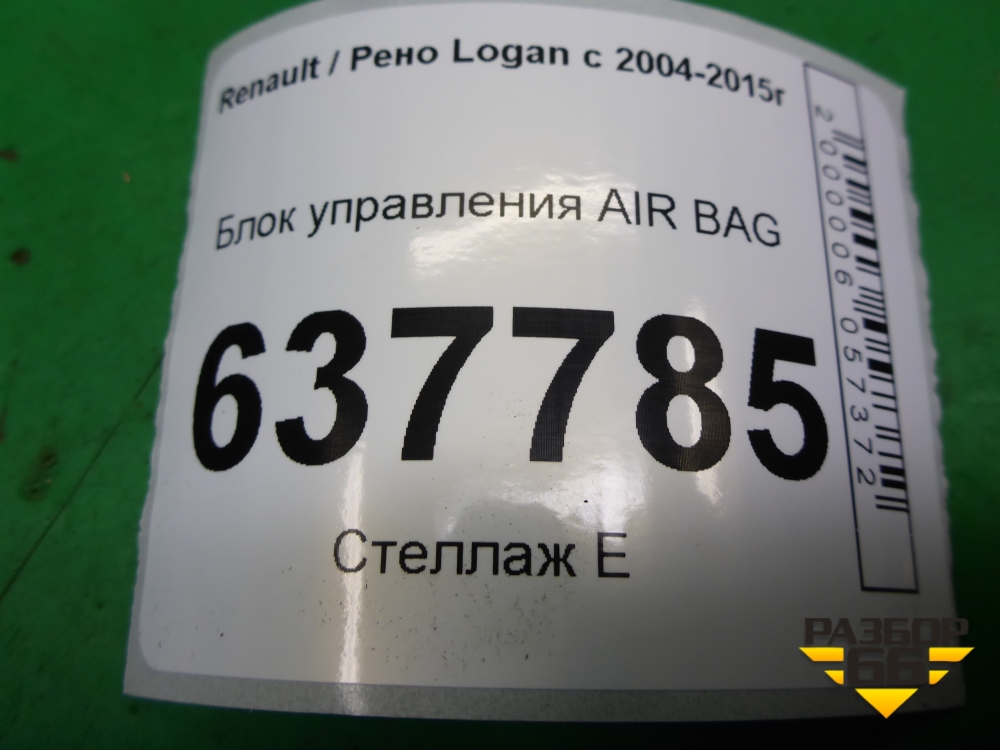 Renault / Рено Logan с 2004-2015г
Блок управления AIR BAG
637785
Стеллаж Е
2000006057372
РАЗБОР
66